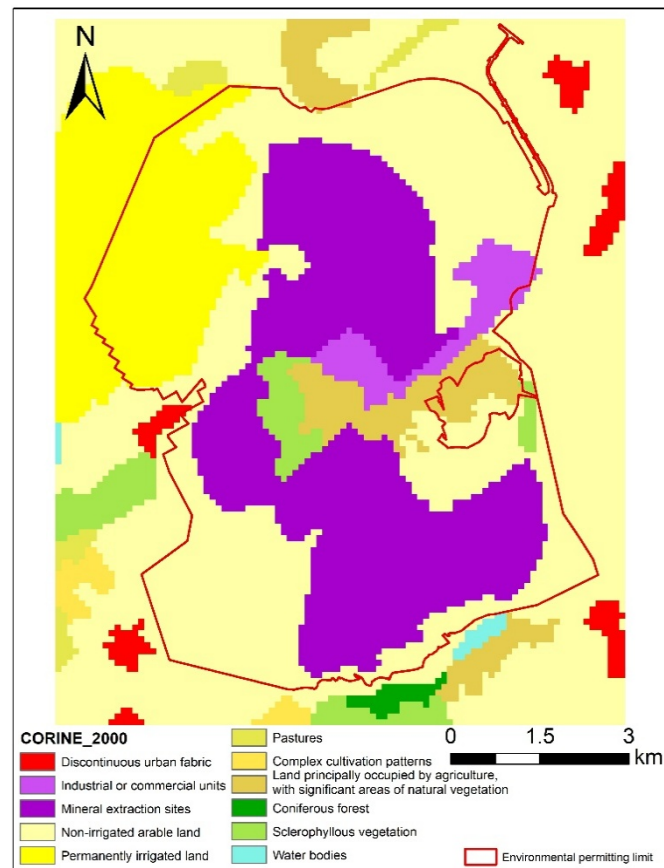 N
CORINE_2000
Discontinuous urban fabric
Industrial or commercial units
Mineral extraction sites
Non-irrigated arable land
Permanently irrigated land
Pastures
Complex cultivation patterns
Land principally occupied by agriculture,
with significant areas of natural vegetation
Coniferous forest
Sclerophyllous vegetation
Water bodies
0 1.5 3
km
Environmental permitting limit